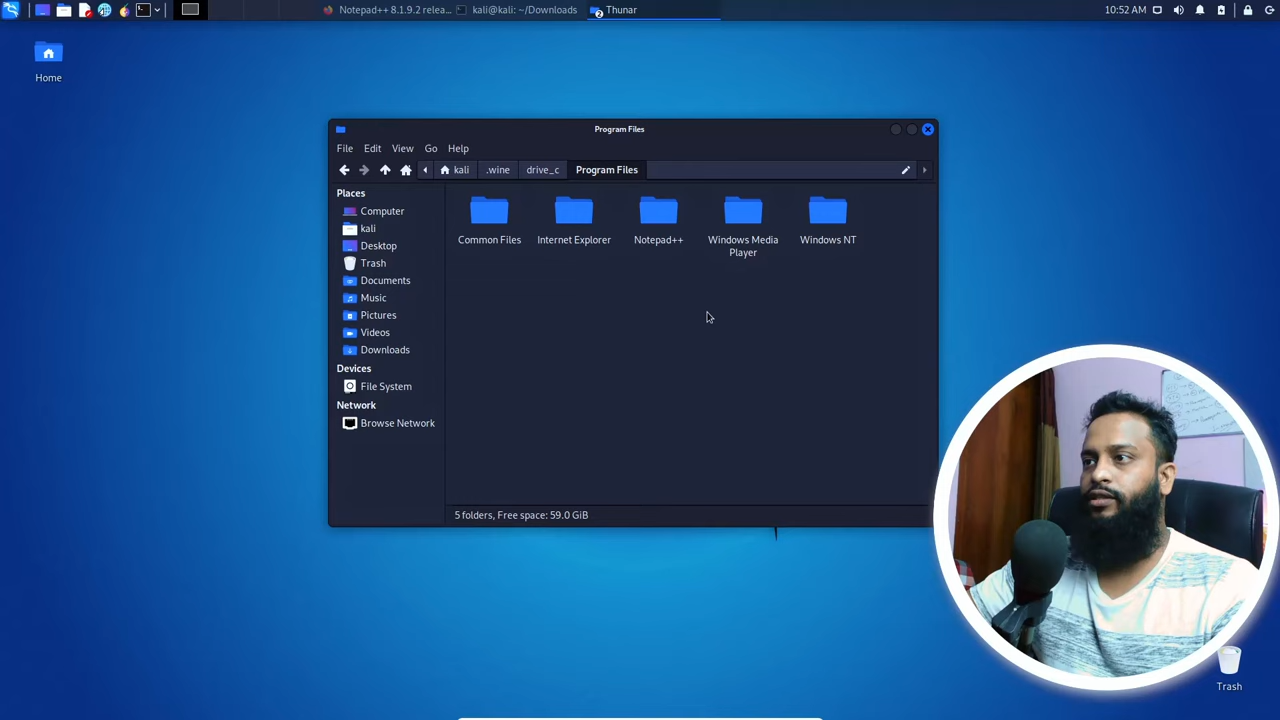 Notepad++ 8.1.9.2 relea...
kali@kali: ~/Downloads
2
Thunar
10:52 AM
Home
Program Files
File Edit View Go Help
kali .wine drive_c Program Files
Places
Computer
kali
Desktop
Trash
Documents
Music
Pictures
Videos
Downloads
Devices
File System
Network
Browse Network
Common Files
Internet Explorer
Notepad++
Windows Media
Player
Windows NT
5 folders, Free space: 59.0 GiB
Trash